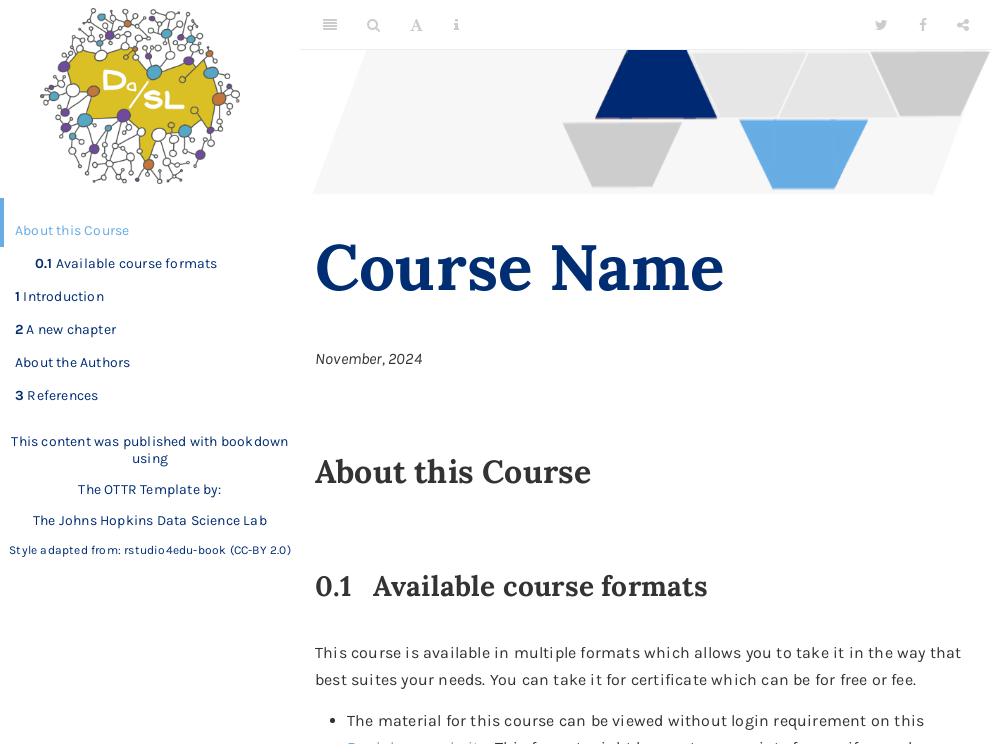 Da/SL
About this Course
0.1 Available course formats
1 Introduction
2 A new chapter
About the Authors
3 References
This content was published with bookdown
using
The OTTR Template by:
The Johns Hopkins Data Science Lab
Style adapted from: rstudio4edu-book (CC-BY 2.0)
Course Name
November, 2024
About this Course
0.1 Available course formats
This course is available in multiple formats which allows you to take it in the way that
best suites your needs. You can take it for certificate which can be for free or fee.
• The material for this course can be viewed without login requirement on this